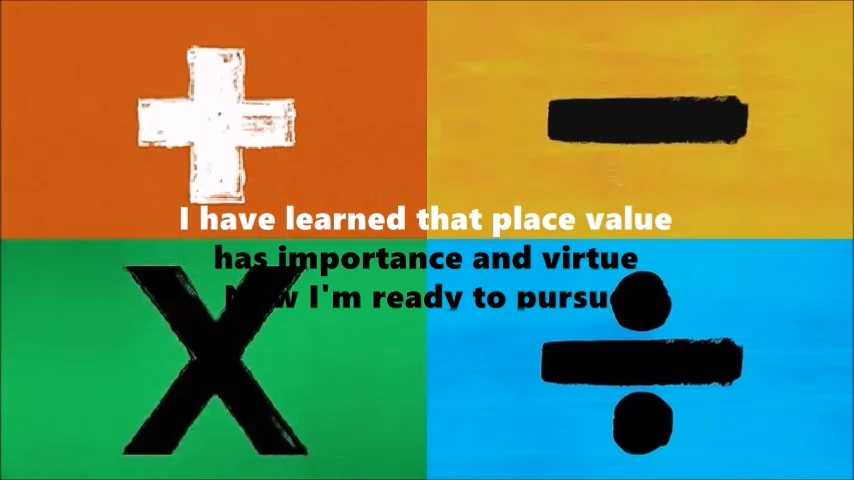 I have learned that place value
has importance and virtue
Now I'm ready to pursue